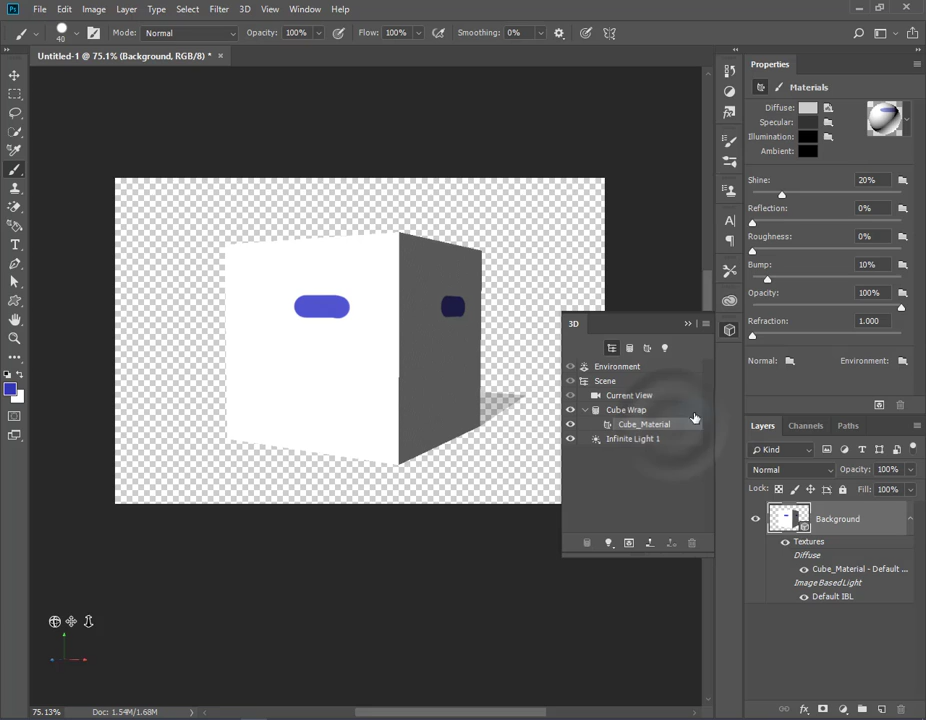 Ps File Edit Image Layer Type Select Filter 3D View Window Help
40 Mode: Normal Opacity: 100% Flow: 100% Smoothing: 0%
Untitled-1 @ 75.1% (Background, RGB/8) * ×
Properties
Materials
Diffuse:
Specular:
Illumination:
Ambient:
Shine: 20%
Reflection: 0%
Roughness: 0%
Bump: 10%
Opacity: 100%
Refraction: 1.000
Normal: Environment:
3D
Environment
Scene
Current View
Cube Wrap
Cube_Material
Infinite Light 1
Layers Channels Paths
Kind
Normal Opacity: 100%
Lock: Fill: 100%
Background
Textures
Diffuse
Cube_Material - Default ...
Image Based Light
Default IBL
75.13% Doc: 1.54M/1.68M